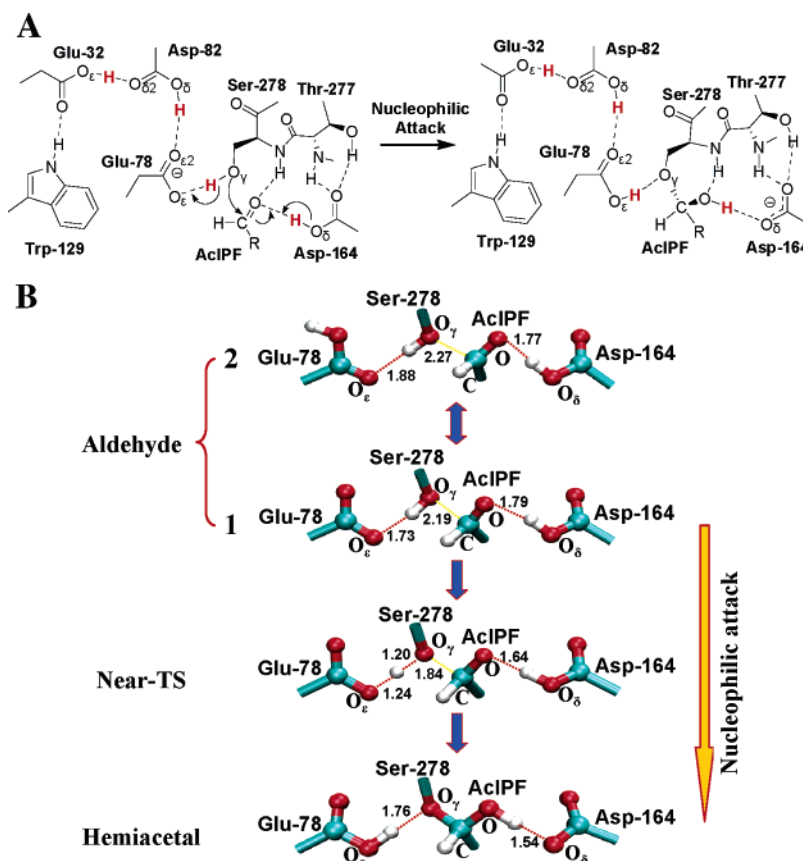 A
Glu-32
Asp-82
Oε
H
Oδ2
Oδ
O
H
H
Ser-278
Thr-277
O
O
H
N
N
H
H
Glu-78
Oε2
Oε
H
Oγ
N
H
C
O
H
R
H
Oδ
O
Trp-129
AcIPF
Asp-164
Nucleophilic
Attack
Glu-32
Asp-82
Oε
H
Oδ2
Oδ
O
H
H
Ser-278
Thr-277
O
O
H
N
N
H
H
Glu-78
Oε2
Oε
H
Oγ
N
H
C
O
H
H
R
Oδ
O
Trp-129
AcIPF
Asp-164
B
Ser-278
Oγ
AcIPF
1.77
2
Glu-78
2.27
O
Asp-164
Oε
1.88
C
Oδ
Aldehyde
Ser-278
Oγ
AcIPF
1.79
1
Glu-78
2.19
O
Asp-164
Oε
1.73
C
Oδ
Ser-278
Oγ
AcIPF
1.20
1.64
Near-TS
Glu-78
1.84
O
Asp-164
Oε
1.24
C
Oδ
Ser-278
Oγ
AcIPF
1.76
Hemiacetal
Glu-78
O
Asp-164
C
1.54
Nucleophilic attack